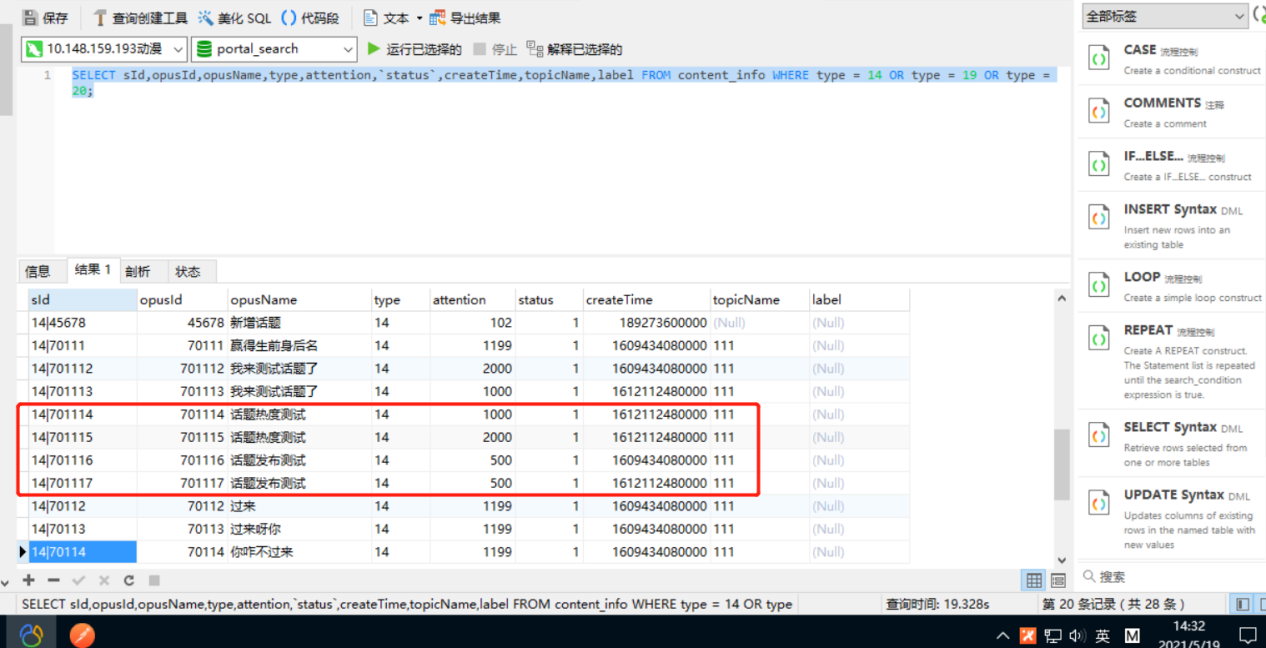 保存 查询创建工具 美化 SQL 代码段 文本 导出结果
10.148.159.193动漫 portal_search 运行已选择的 停止 解释已选择的
1 SELECT sId,opusId,opusName,type,attention,`status`,createTime,topicName,label FROM content_info WHERE type = 14 OR type = 19 OR type =
20;
信息 结果 1 剖析 状态
sId opusId opusName type attention status createTime topicName label
14|45678 45678 新增话题 14 102 1 189273600000 (Null) (Null)
14|70111 70111 赢得生前身后名 14 1199 1 1609434080000 111 (Null)
14|701112 701112 我来测试话题了 14 2000 1 1609434080000 111 (Null)
14|701113 701113 我来测试话题了 14 1000 1 1612112480000 111 (Null)
14|701114 701114 话题热度测试 14 1000 1 1612112480000 111 (Null)
14|701115 701115 话题热度测试 14 2000 1 1612112480000 111 (Null)
14|701116 701116 话题发布测试 14 500 1 1609434080000 111 (Null)
14|701117 701117 话题发布测试 14 500 1 1612112480000 111 (Null)
14|70112 70112 过来 14 1199 1 1609434080000 111 (Null)
14|70113 70113 过来呀你 14 1199 1 1609434080000 111 (Null)
14|70114 70114 你咋不过来 14 1199 1 1609434080000 111 (Null)
SELECT sId,opusId,opusName,type,attention,`status`,createTime,topicName,label FROM content_info WHERE type = 14 OR type
查询时间: 19.328s
第 20 条记录 ( 共 28 条 )
全部标签
CASE 流程控制
Create a conditional construct
COMMENTS 注释
Create a comment
IF...ELSE... 流程控制
Create a IF...ELSE... construct
INSERT Syntax DML
Insert new rows into an
existing table
LOOP 流程控制
Create a simple loop construct
REPEAT 流程控制
Create A REPEAT construct.
The Statement list is repeated
until the search_condition
expression is true.
SELECT Syntax DML
Retrieve rows selected from
one or more tables
UPDATE Syntax DML
Updates columns of existing
rows in the named table with
new values
搜索
英 M
14:32
2021/5/19